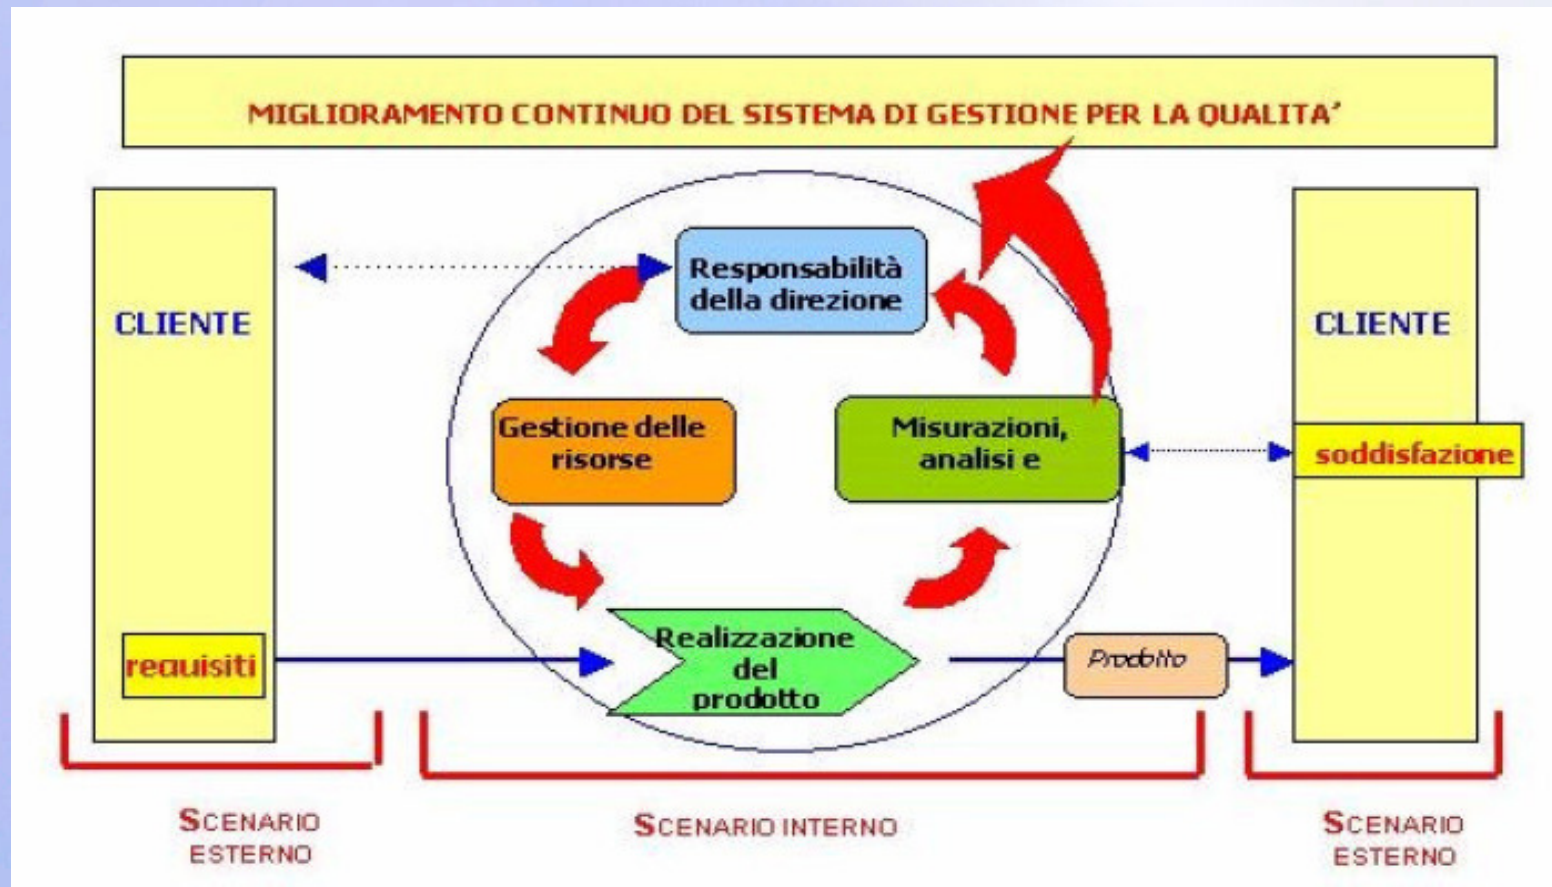 MIGLIORAMENTO CONTINUO DEL SISTEMA DI GESTIONE PER LA QUALITA’
Responsabilità
della direzione
CLIENTE
CLIENTE
Gestione delle
risorse
Misurazioni,
analisi e
soddisfazione
Realizzazione
del
prodotto
requisiti
Prodotto
SCENARIO
ESTERNO
SCENARIO INTERNO
SCENARIO
ESTERNO